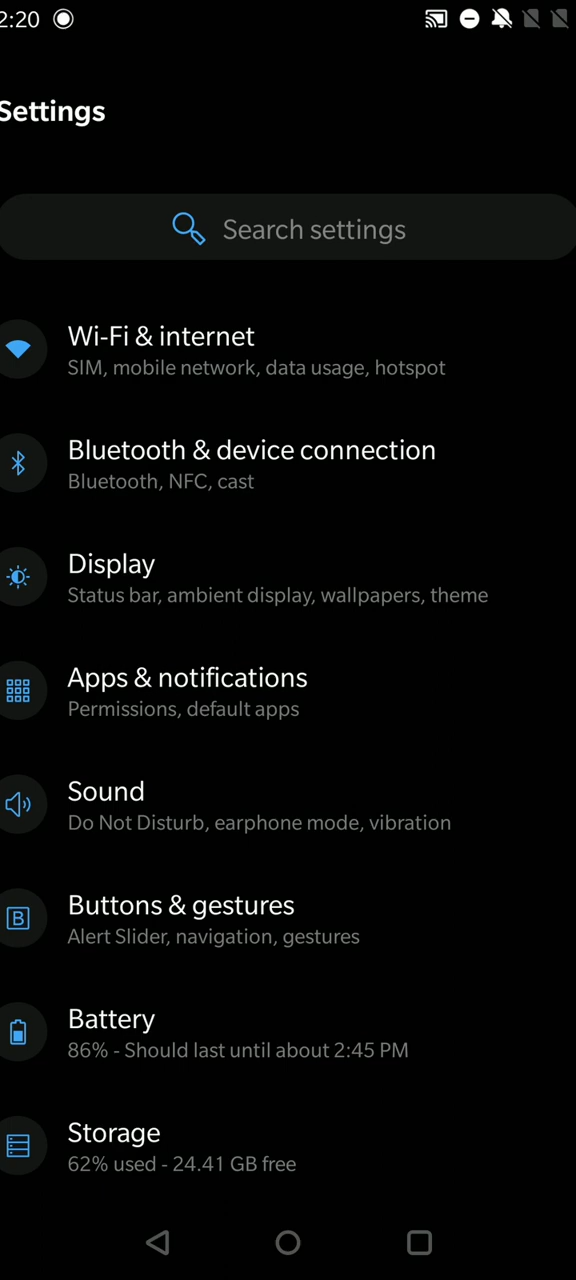 2:20
Settings
Search settings
Wi-Fi & internet
SIM, mobile network, data usage, hotspot
Bluetooth & device connection
Bluetooth, NFC, cast
Display
Status bar, ambient display, wallpapers, theme
Apps & notifications
Permissions, default apps
Sound
Do Not Disturb, earphone mode, vibration
Buttons & gestures
Alert Slider, navigation, gestures
Battery
86% - Should last until about 2:45 PM
Storage
62% used - 24.41 GB free